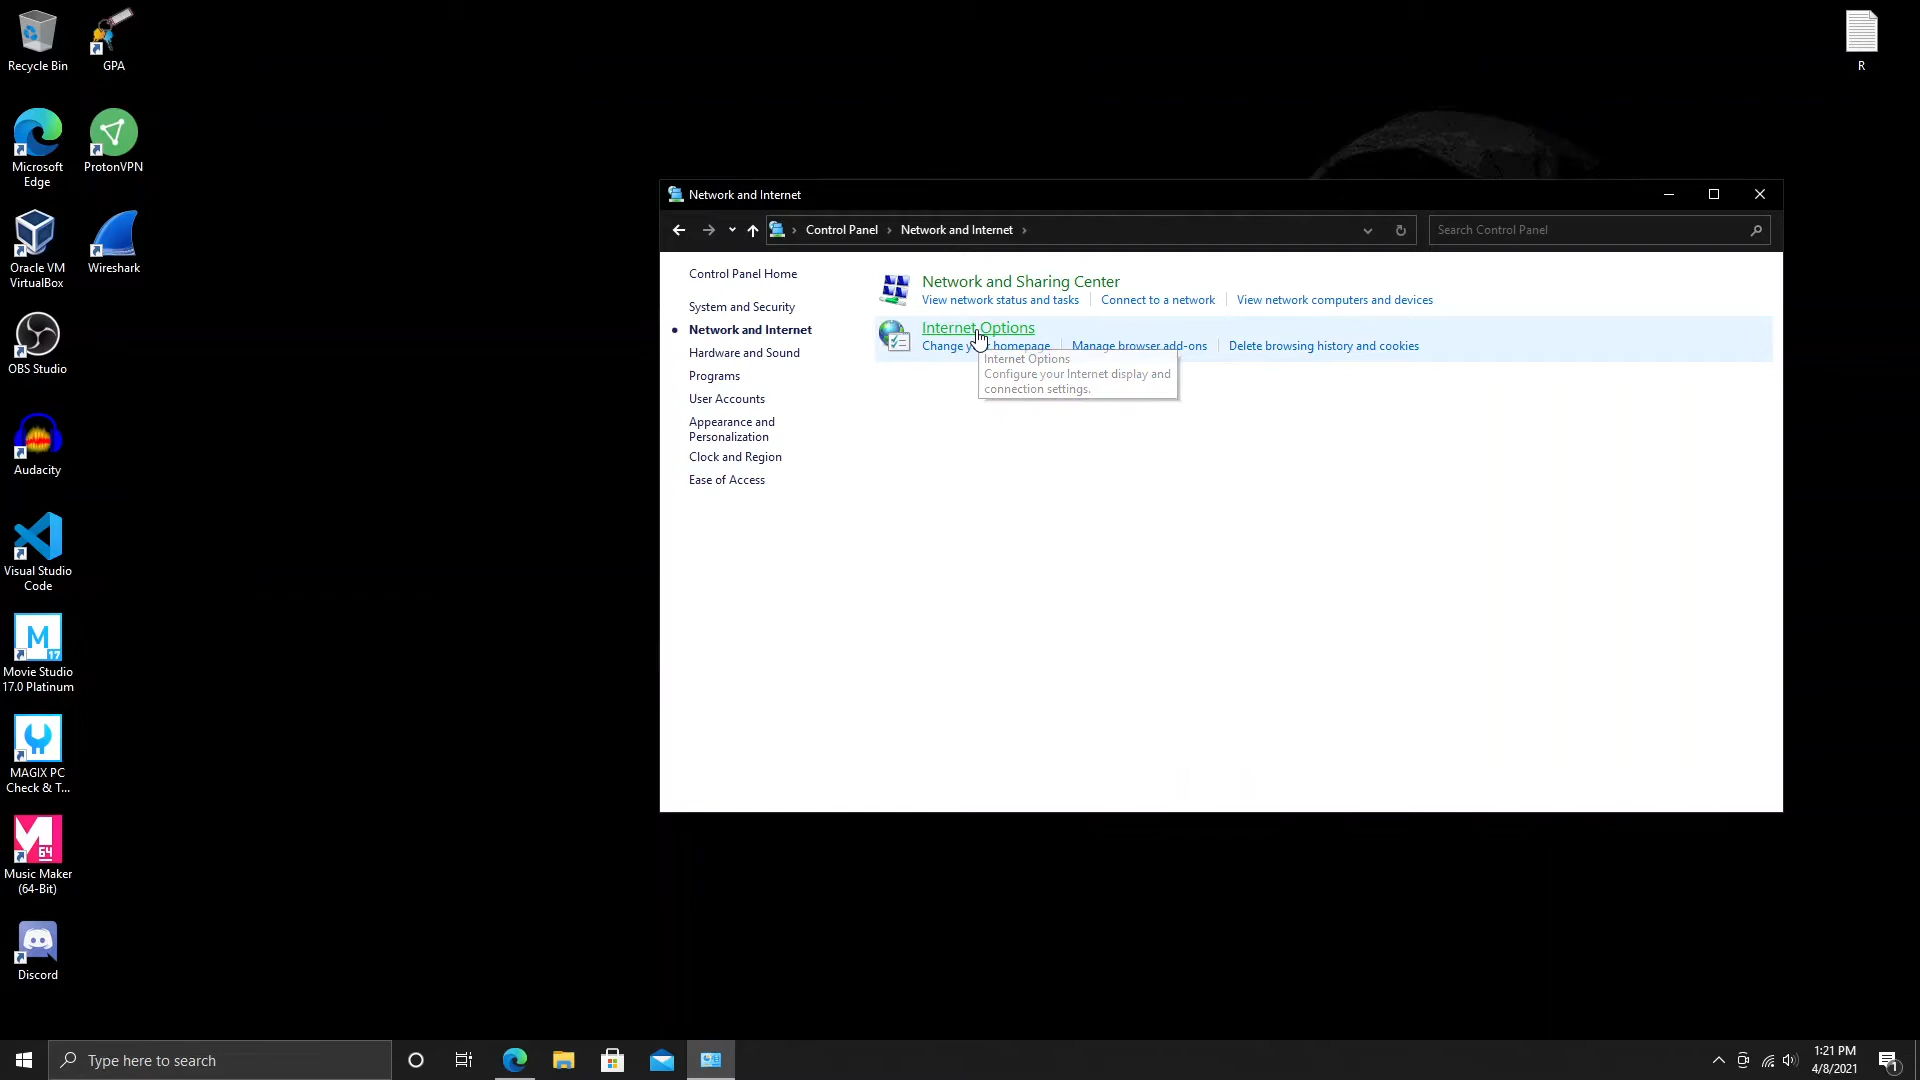 Recycle Bin
GPA
R
Microsoft
Edge
ProtonVPN
Oracle VM
VirtualBox
Wireshark
OBS Studio
Audacity
Visual Studio
Code
M
17
Movie Studio
17.0 Platinum
MAGIX PC
Check & T...
64
Music Maker
(64-Bit)
Discord
Network and Internet
Control Panel
Network and Internet
Search Control Panel
Control Panel Home
System and Security
Network and Internet
Hardware and Sound
Programs
User Accounts
Appearance and
Personalization
Clock and Region
Ease of Access
Network and Sharing Center
View network status and tasks
Connect to a network
View network computers and devices
Internet Options
Change your homepage
Manage browser add-ons
Delete browsing history and cookies
Internet Options
Configure your Internet display and
connection settings.
Type here to search
1:21 PM
4/8/2021
1